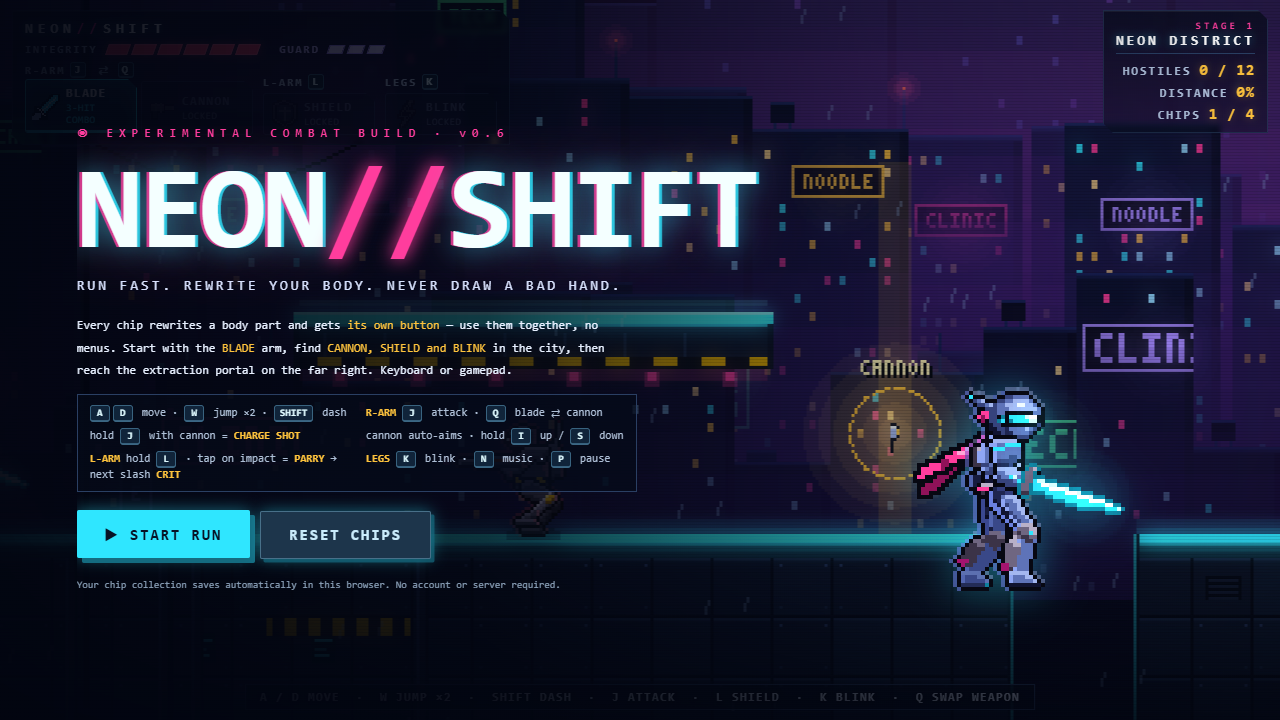 NEON//SHIFT
INTEGRITY GUARD
R-ARM J ⇄ Q L-ARM L LEGS K
BLADE
3-HIT
COMBO
CANNON
LOCKED
SHIELD
LOCKED
BLINK
LOCKED
STAGE 1
NEON DISTRICT
HOSTILES 0 / 12
DISTANCE 0%
CHIPS 1 / 4
EXPERIMENTAL COMBAT BUILD · v0.6
NEON//SHIFT
RUN FAST. REWRITE YOUR BODY. NEVER DRAW A BAD HAND.
Every chip rewrites a body part and gets its own button — use them together, no
menus. Start with the BLADE arm, find CANNON, SHIELD and BLINK in the city, then
reach the extraction portal on the far right. Keyboard or gamepad.
A D move · W jump ×2 · SHIFT dash
R-ARM J attack · Q blade ⇄ cannon
hold J with cannon = CHARGE SHOT
cannon auto-aims · hold I up / S down
L-ARM hold L · tap on impact = PARRY →
next slash CRIT
LEGS K blink · N music · P pause
▶ START RUN
RESET CHIPS
Your chip collection saves automatically in this browser. No account or server required.
NOODLE
CLINIC
NOODLE
CLIN
CANNON
A / D MOVE · W JUMP ×2 · SHIFT DASH · J ATTACK · L SHIELD · K BLINK · Q SWAP WEAPON